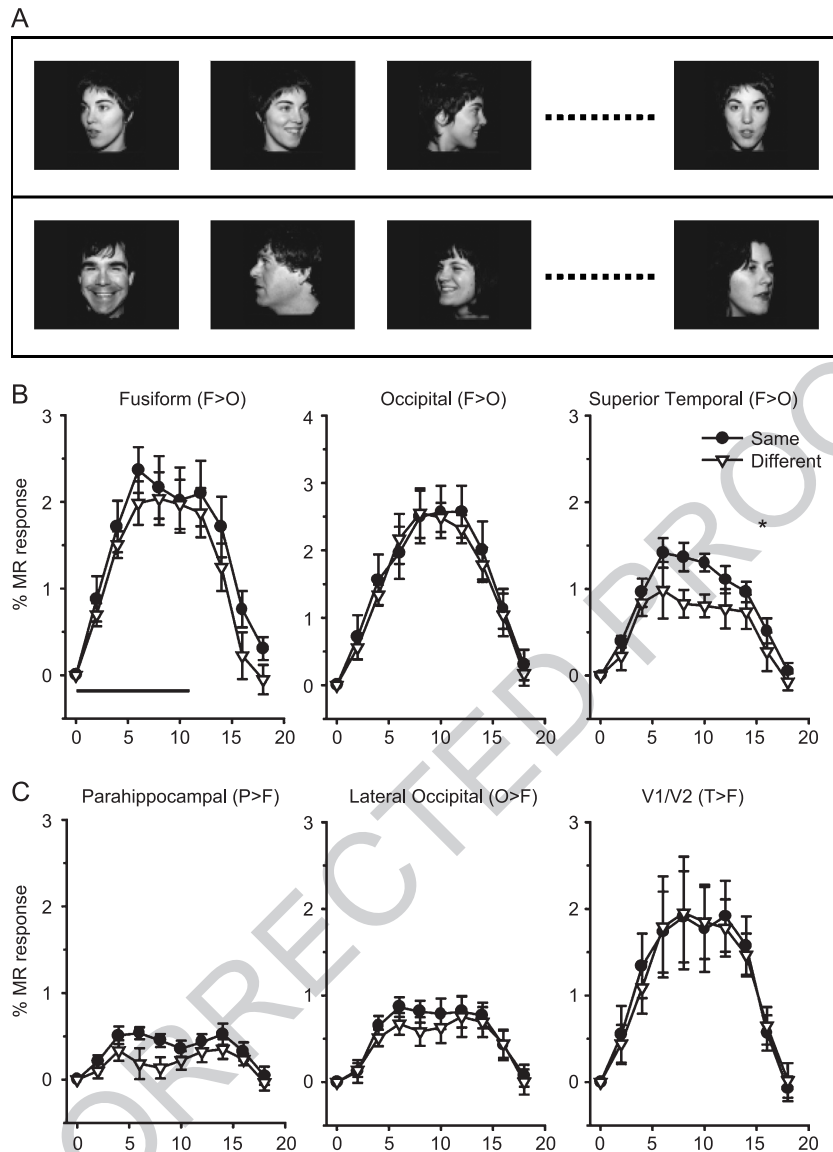 A
B
Fusiform (F>O)
Occipital (F>O)
Superior Temporal (F>O)
3
2
1
0
% MR response
0 5 10 15 20
4
3
2
1
0
0 5 10 15 20
3
2
1
0
0 5 10 15 20
Same
Different
*
C
Parahippocampal (P>F)
Lateral Occipital (O>F)
V1/V2 (T>F)
3
2
1
0
% MR response
0 5 10 15 20
3
2
1
0
0 5 10 15 20
3
2
1
0
0 5 10 15 20
ORRECTED PROO